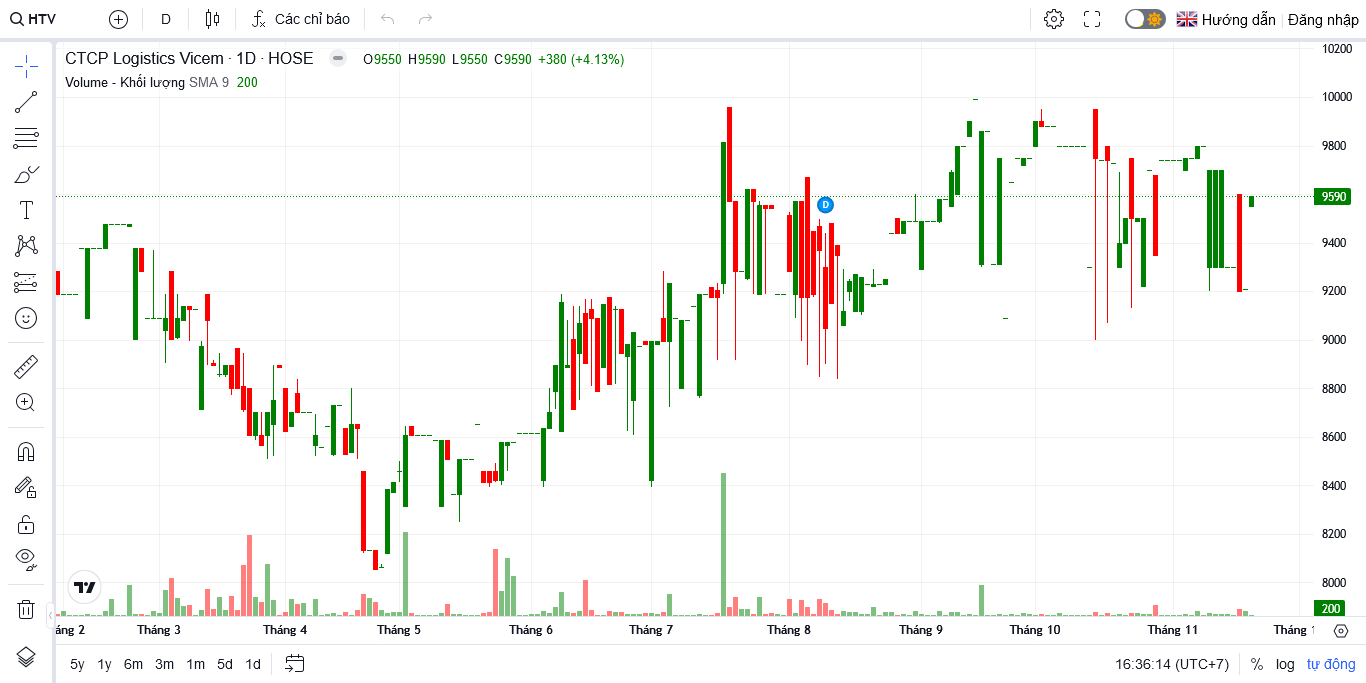 HTV D Các chỉ báo Hướng dẫn Đăng nhập
CTCP Logistics Vicem · 1D · HOSE O9550 H9590 L9550 C9590 +380 (+4.13%)
Volume - Khối lượng SMA 9 200
10200
10000
9800
9590
9400
9200
9000
8800
8600
8400
8200
8000
200
D
áng 2 Tháng 3 Tháng 4 Tháng 5 Tháng 6 Tháng 7 Tháng 8 Tháng 9 Tháng 10 Tháng 11 Tháng 1
5y 1y 6m 3m 1m 5d 1d 16:36:14 (UTC+7) % log tự động